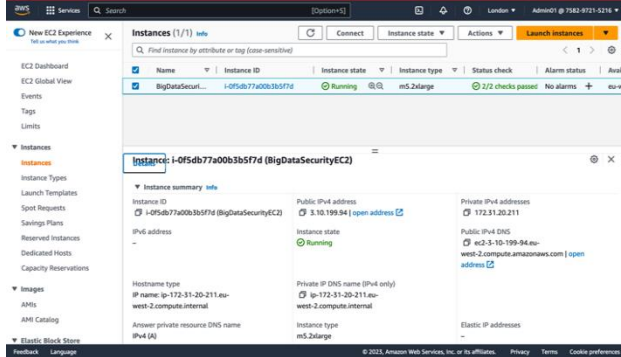 aws Services Search [Option+S] London Admin01 @ 7582-9721-5216
New EC2 Experience
Tell us what you think
EC2 Dashboard
EC2 Global View
Events
Tags
Limits
Instances
Instances
Instance Types
Launch Templates
Spot Requests
Savings Plans
Reserved Instances
Dedicated Hosts
Capacity Reservations
Images
AMIs
AMI Catalog
Elastic Block Store
Instances (1/1) Info
Connect Instance state Actions Launch instances
Find instance by attribute or tag (case-sensitive)
1
Name Instance ID Instance state Instance type Status check Alarm status Avai
BigDataSecuri... i-0f5db77a00b3b5f7d Running m5.2xlarge 2/2 checks passed No alarms + eu-v
Instance: i-0f5db77a00b3b5f7d (BigDataSecurityEC2)
Details
Instance summary Info
Instance ID
i-0f5db77a00b3b5f7d (BigDataSecurityEC2)
Public IPv4 address
3.10.199.94 | open address
Private IPv4 addresses
172.31.20.211
IPv6 address
–
Instance state
Running
Public IPv4 DNS
ec2-3-10-199-94.eu-
west-2.compute.amazonaws.com | open
address
Hostname type
IP name: ip-172-31-20-211.eu-
west-2.compute.internal
Private IP DNS name (IPv4 only)
ip-172-31-20-211.eu-
west-2.compute.internal
Answer private resource DNS name
IPv4 (A)
Instance type
m5.2xlarge
Elastic IP addresses
–
Feedback Language © 2023, Amazon Web Services, Inc. or its affiliates. Privacy Terms Cookie preferences